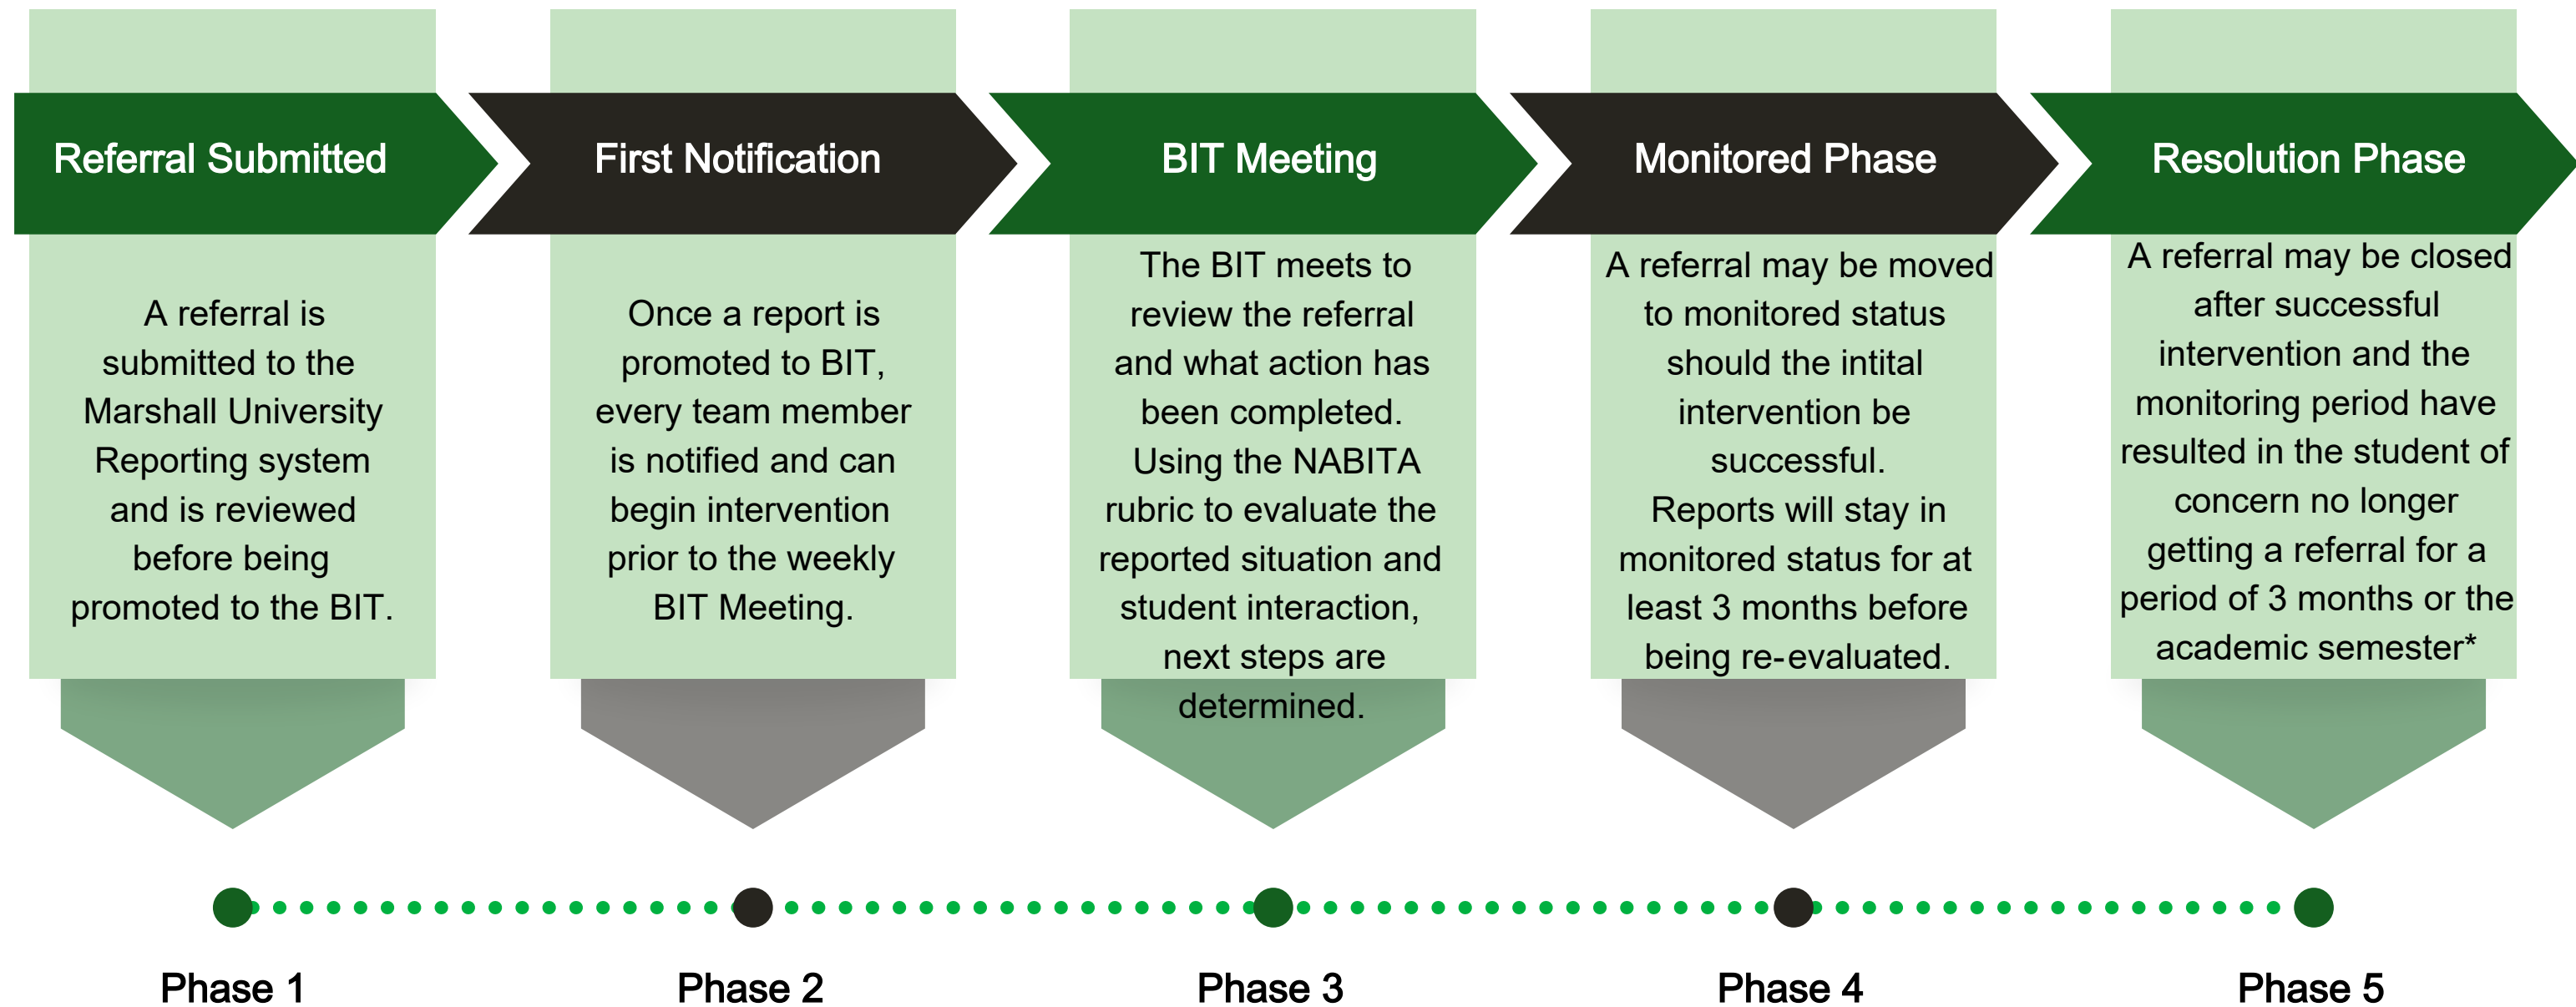 Referral Submitted
A referral is
submitted to the
Marshall University
Reporting system
and is reviewed
before being
promoted to the BIT.
First Notification
Once a report is
promoted to BIT,
every team member
is notified and can
begin intervention
prior to the weekly
BIT Meeting.
BIT Meeting
The BIT meets to
review the referral
and what action has
been completed.
Using the NABITA
rubric to evaluate the
reported situation and
student interaction,
next steps are
determined.
Monitored Phase
A referral may be moved
to monitored status
should the intital
intervention be
successful.
Reports will stay in
monitored status for at
least 3 months before
being re-evaluated.
Resolution Phase
A referral may be closed
after successful
intervention and the
monitoring period have
resulted in the student of
concern no longer
getting a referral for a
period of 3 months or the
academic semester*
Phase 1
Phase 2
Phase 3
Phase 4
Phase 5